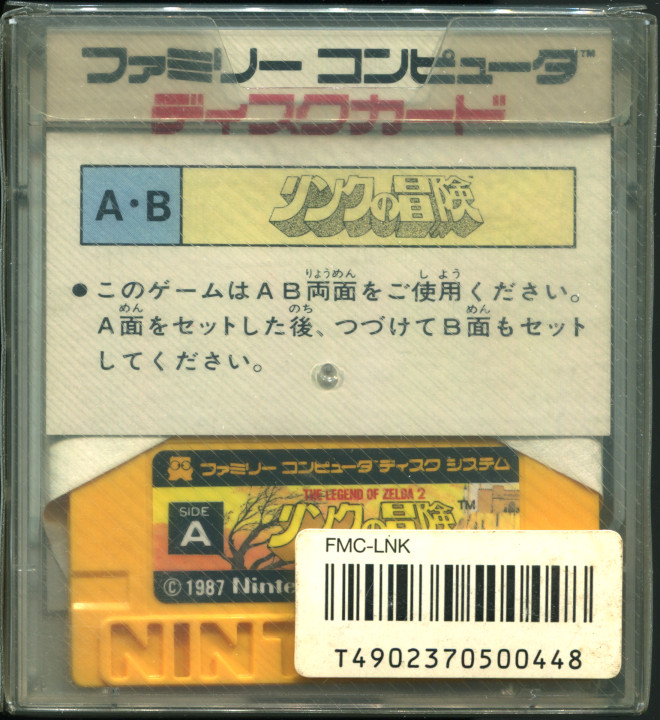 ファミリー コンピュータ™
ディスクカード
A・B
リンクの冒険
●このゲームはAB両面をご使用ください。
A面をセットした後、つづけてB面もセット
してください。
ファミリー コンピュータ ディスク システム
THE LEGEND OF ZELDA 2
SIDE
A
リンクの冒険™
© 1987 Ninte
NINT
FMC-LNK
T4902370500448